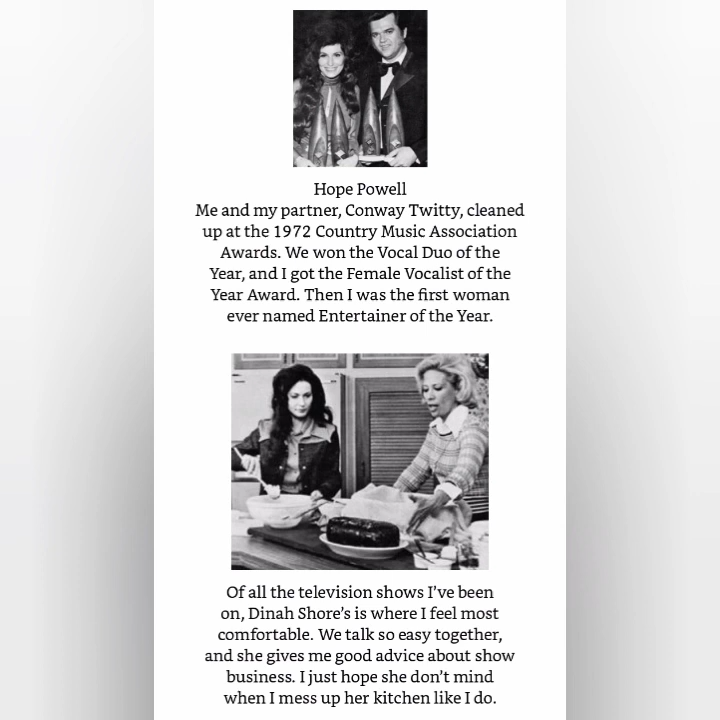 Hope Powell
Me and my partner, Conway Twitty, cleaned
up at the 1972 Country Music Association
Awards. We won the Vocal Duo of the
Year, and I got the Female Vocalist of the
Year Award. Then I was the first woman
ever named Entertainer of the Year.
Of all the television shows I’ve been
on, Dinah Shore’s is where I feel most
comfortable. We talk so easy together,
and she gives me good advice about show
business. I just hope she don’t mind
when I mess up her kitchen like I do.